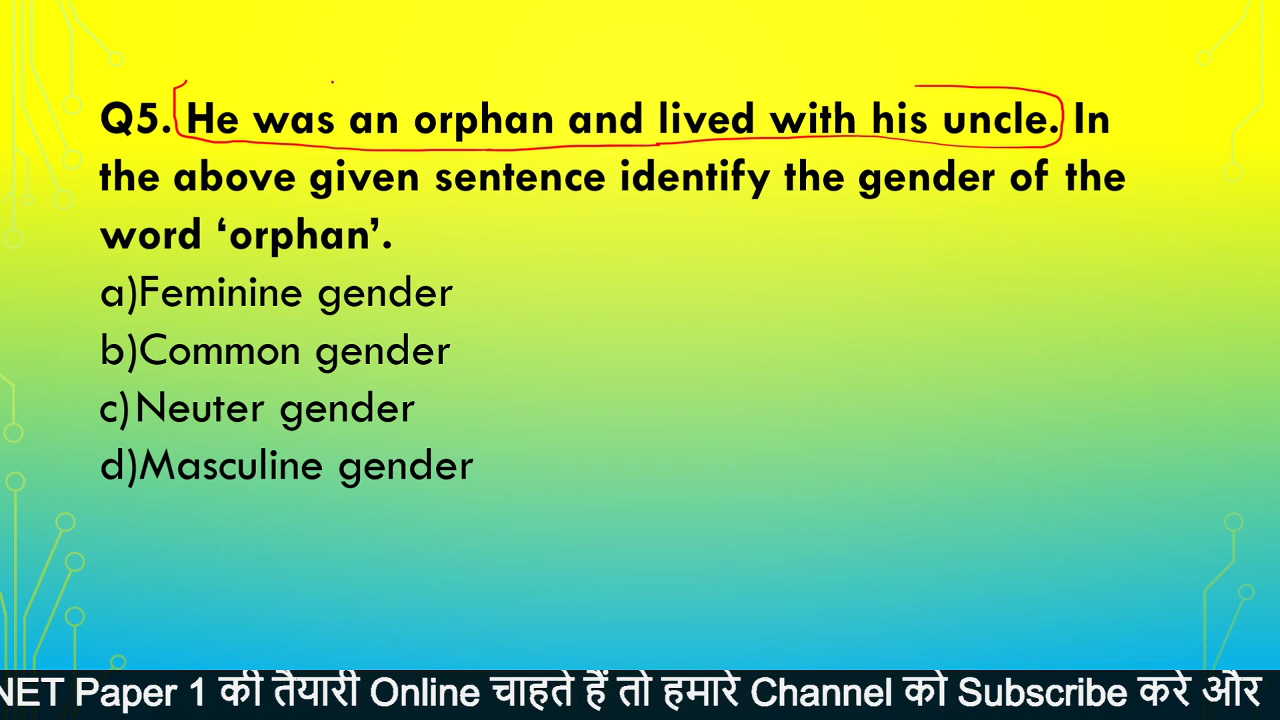 Q5. He was an orphan and lived with his uncle. In
the above given sentence identify the gender of the
word ‘orphan’.
a)Feminine gender
b)Common gender
c)Neuter gender
d)Masculine gender
NET Paper 1 की तैयारी Online चाहते हैं तो हमारे Channel को Subscribe करे और